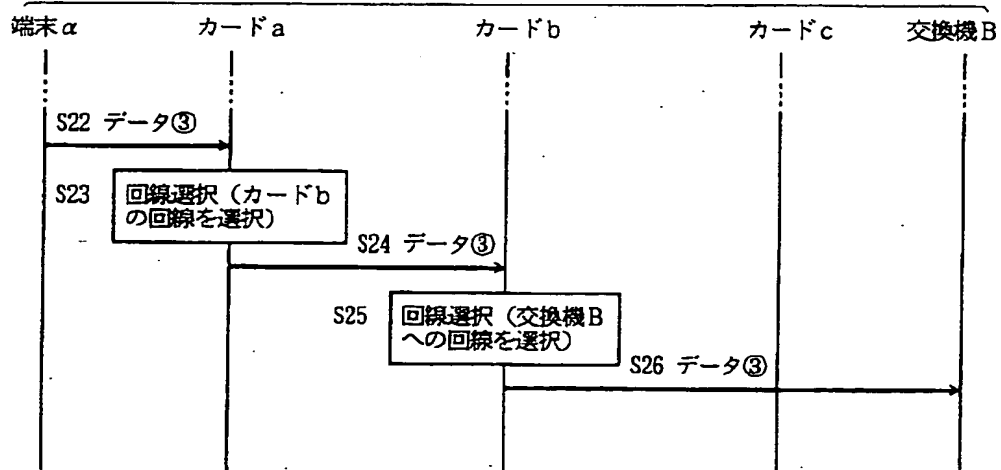 端末α カードa カードb カードc 交換機B
S22 データ③
S23 回線選択（カードb
の回線を選択）
S24 データ③
S25 回線選択（交換機B
への回線を選択）
S26 データ③